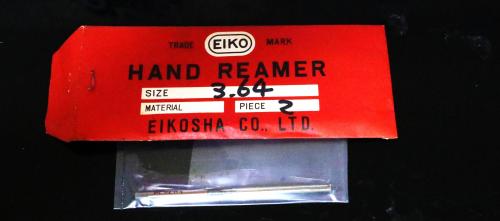 TRADE EIKO MARK
HAND REAMER
SIZE 3.64
MATERIAL PIECE 2
EIKOSHA CO., LTD.